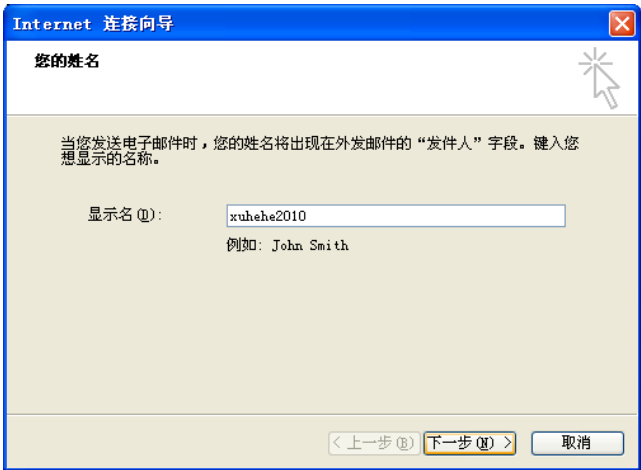 Internet 连接向导
您的姓名
当您发送电子邮件时，您的姓名将出现在外发邮件的“发件人”字段。键入您
想显示的名称。
显示名(D): xuhehe2010
例如: John Smith
< 上一步(B) 下一步(N) > 取消